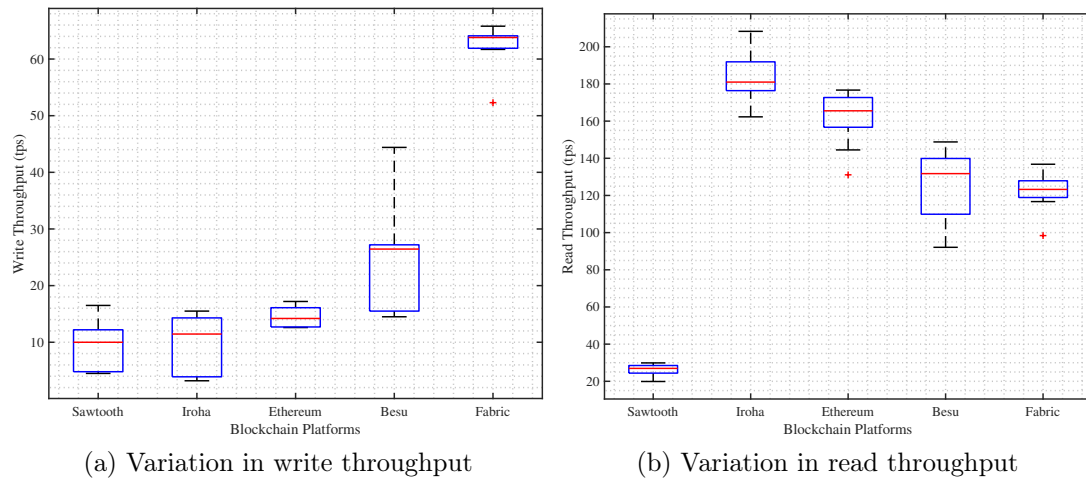 60
50
40
30
20
10
Write Throughput (tps)
Sawtooth Iroha Ethereum Besu Fabric
Blockchain Platforms
(a) Variation in write throughput
200
180
160
140
120
100
80
60
40
20
Read Throughput (tps)
Sawtooth Iroha Ethereum Besu Fabric
Blockchain Platforms
(b) Variation in read throughput